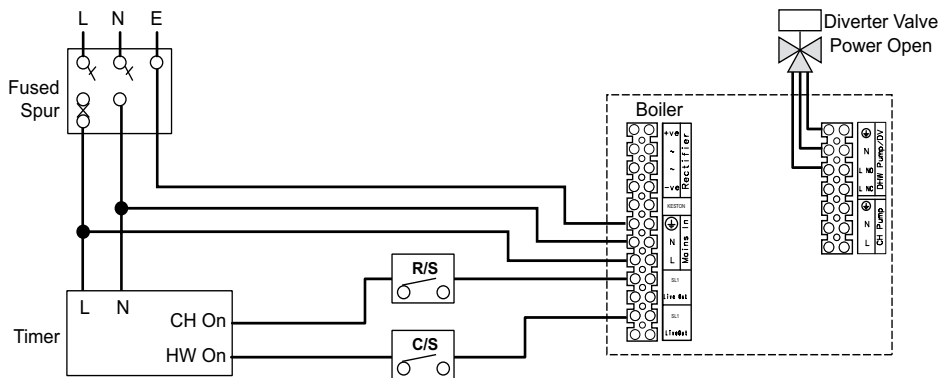 L N E
Fused
Spur
Diverter Valve
Power Open
Boiler
+ve
~
~
-ve
Rectifier
KESTON
N
L
Mains In
SL1
Live Out
SL1
LiveOut
N
L NO
L NC
DHW Pump/DV
N
L
CH Pump
R/S
C/S
L N
Timer
CH On
HW On